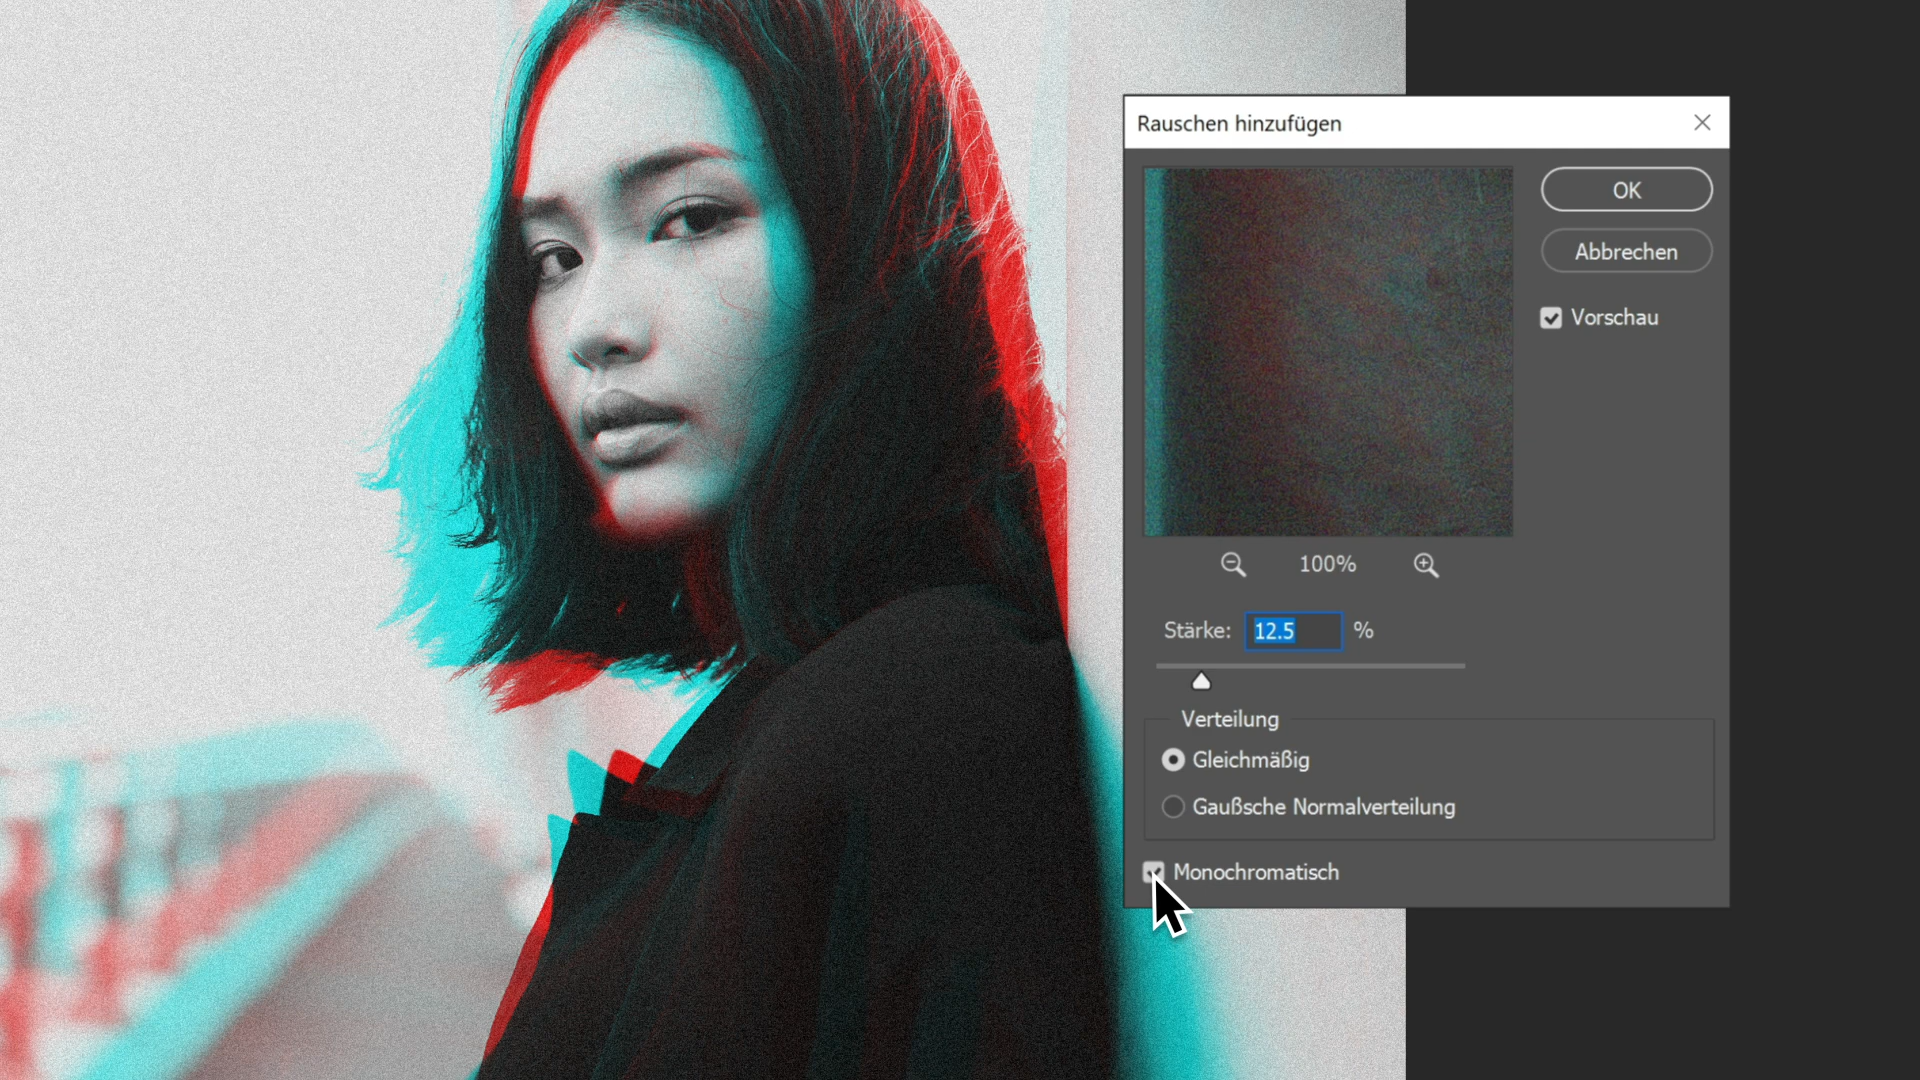 Rauschen hinzufügen
OK
Abbrechen
Vorschau
100%
Stärke: 12.5 %
Verteilung
Gleichmäßig
Gaußsche Normalverteilung
Monochromatisch